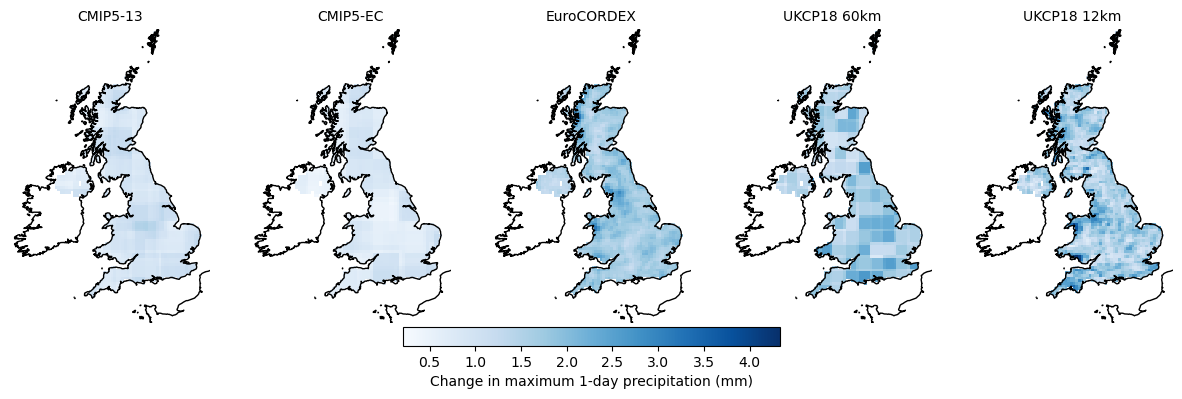 CMIP5-13
CMIP5-EC
EuroCORDEX
UKCP18 60km
UKCP18 12km
0.5 1.0 1.5 2.0 2.5 3.0 3.5 4.0
Change in maximum 1-day precipitation (mm)